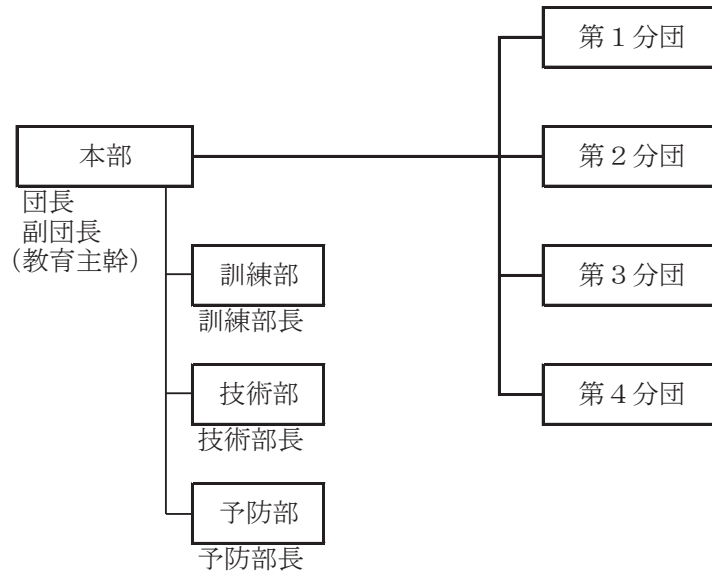 第１分団
本部
第２分団
団長
副団長
(教育主幹)
訓練部
第３分団
訓練部長
技術部
第４分団
技術部長
予防部
予防部長